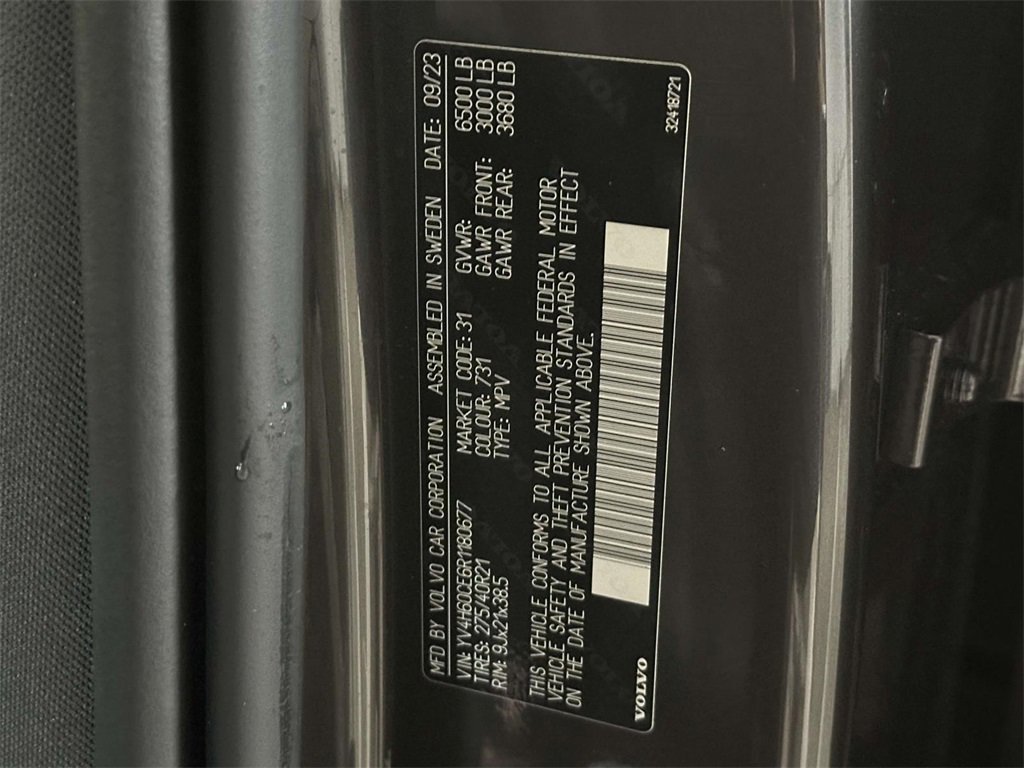 MFD BY VOLVO CAR CORPORATION ASSEMBLED IN SWEDEN DATE: 09/23
VIN: YV4H60CE6R1180677 MARKET CODE: 31 GVWR: 6500 LB
TIRES: 275/40R21 COLOUR: 731 GAWR FRONT: 3000 LB
RIM: 9Jx21x38.5 TYPE: MPV GAWR REAR: 3680 LB
THIS VEHICLE CONFORMS TO ALL APPLICABLE FEDERAL MOTOR
VEHICLE SAFETY AND THEFT PREVENTION STANDARDS IN EFFECT
ON THE DATE OF MANUFACTURE SHOWN ABOVE.
VOLVO
32418721